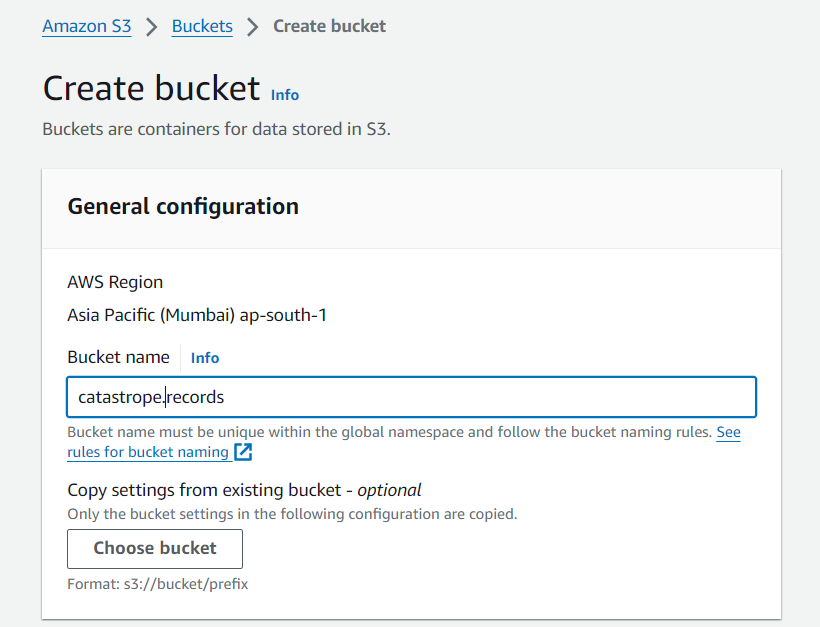 Amazon S3 > Buckets > Create bucket
Create bucket Info
Buckets are containers for data stored in S3.
General configuration
AWS Region
Asia Pacific (Mumbai) ap-south-1
Bucket name Info
catastrope.records
Bucket name must be unique within the global namespace and follow the bucket naming rules. See
rules for bucket naming
Copy settings from existing bucket - optional
Only the bucket settings in the following configuration are copied.
Choose bucket
Format: s3://bucket/prefix